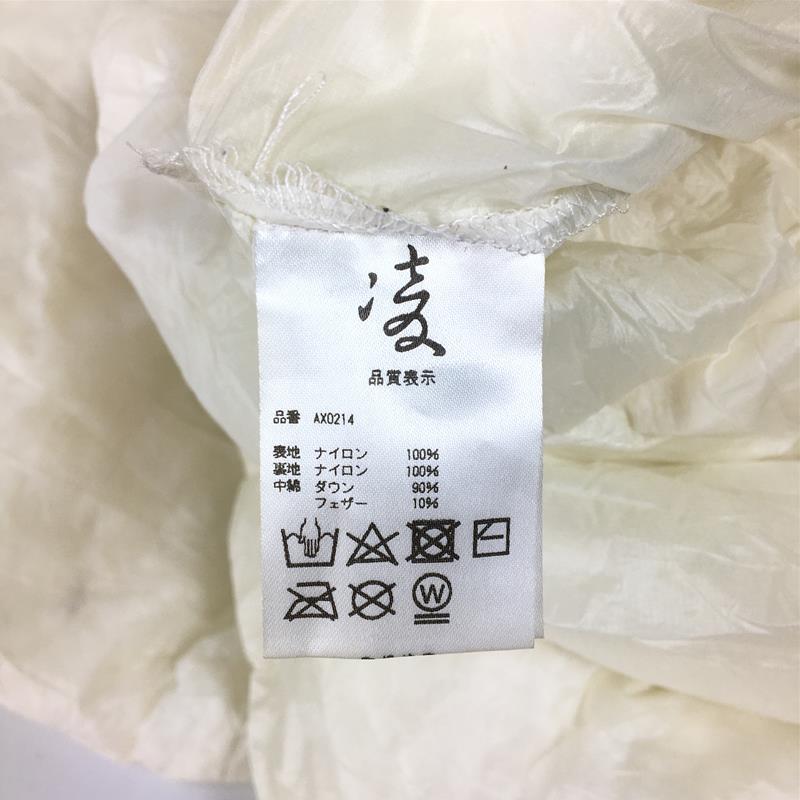 凌
品質表示
品番 AX0214
表地 ナイロン 100%
裏地 ナイロン 100%
中綿 ダウン 90%
フェザー 10%
W